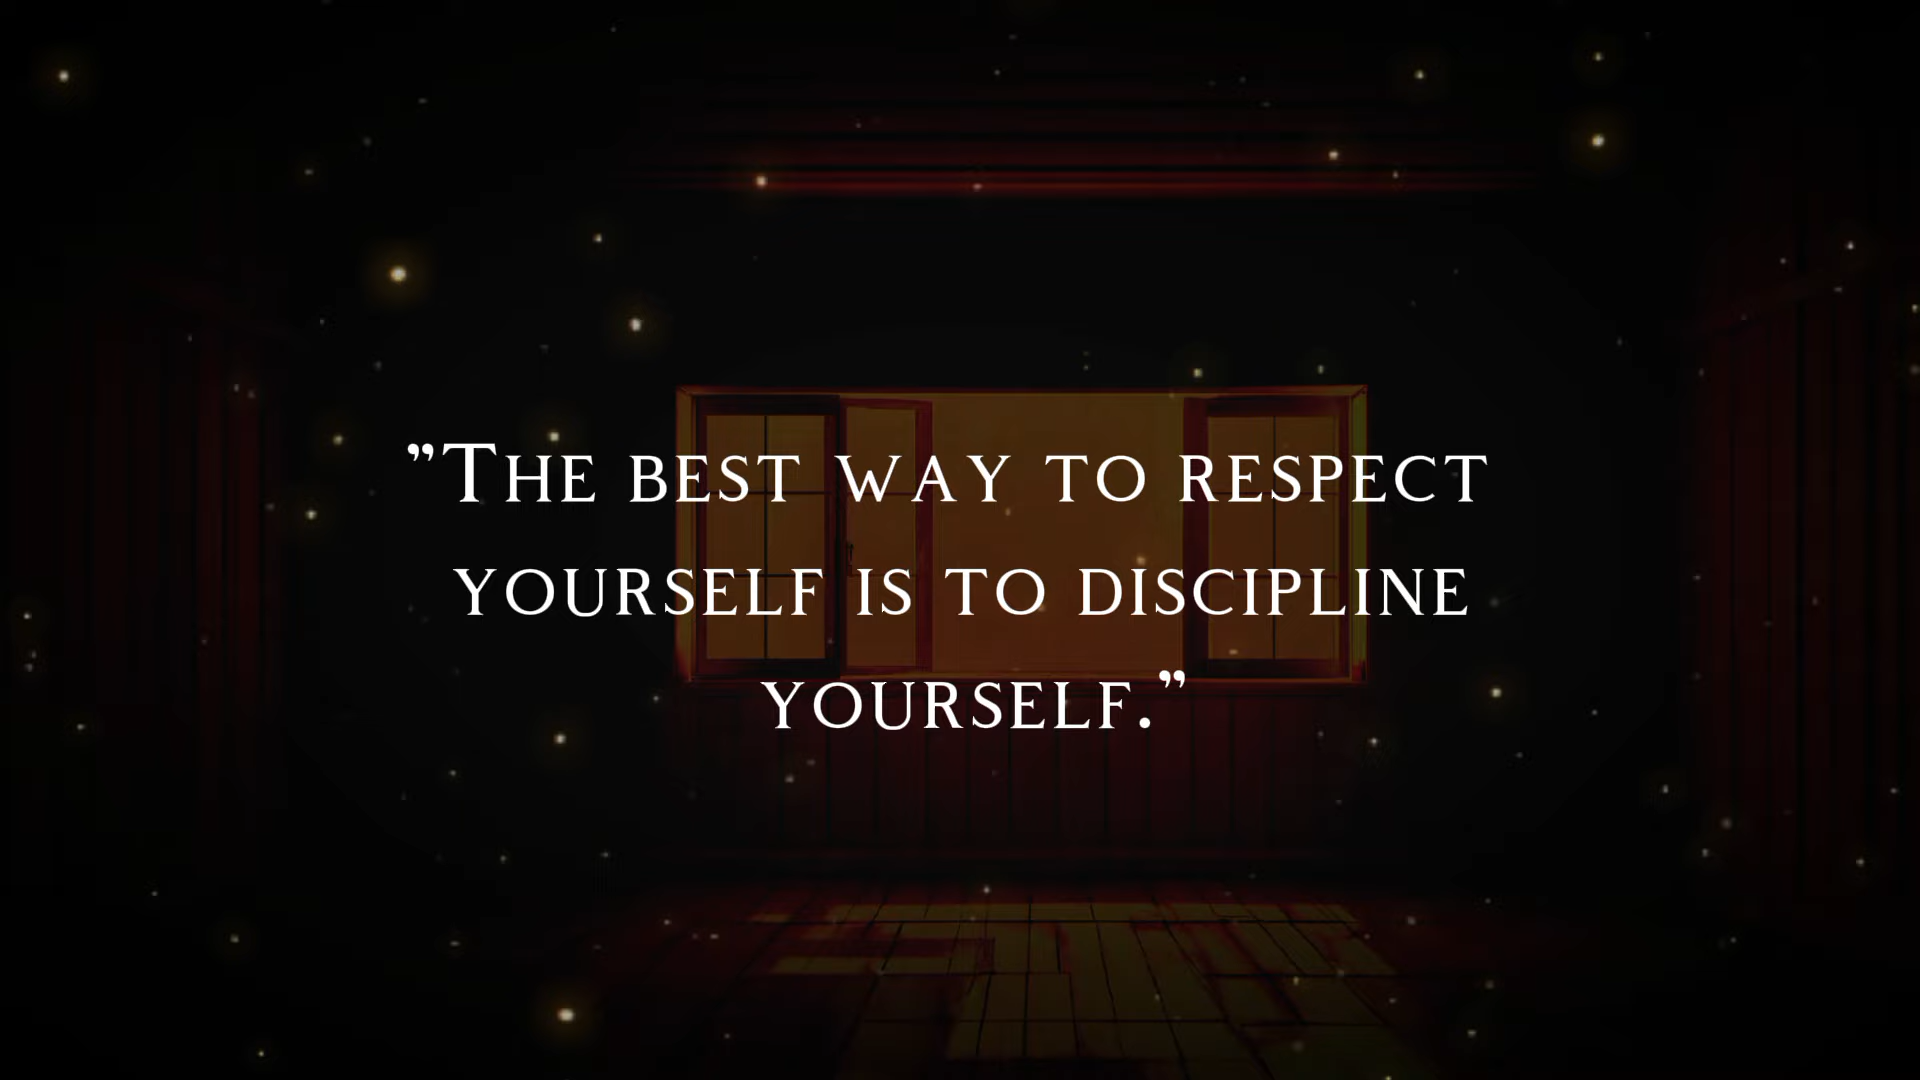 ”The best way to respect
yourself is to discipline
yourself.”